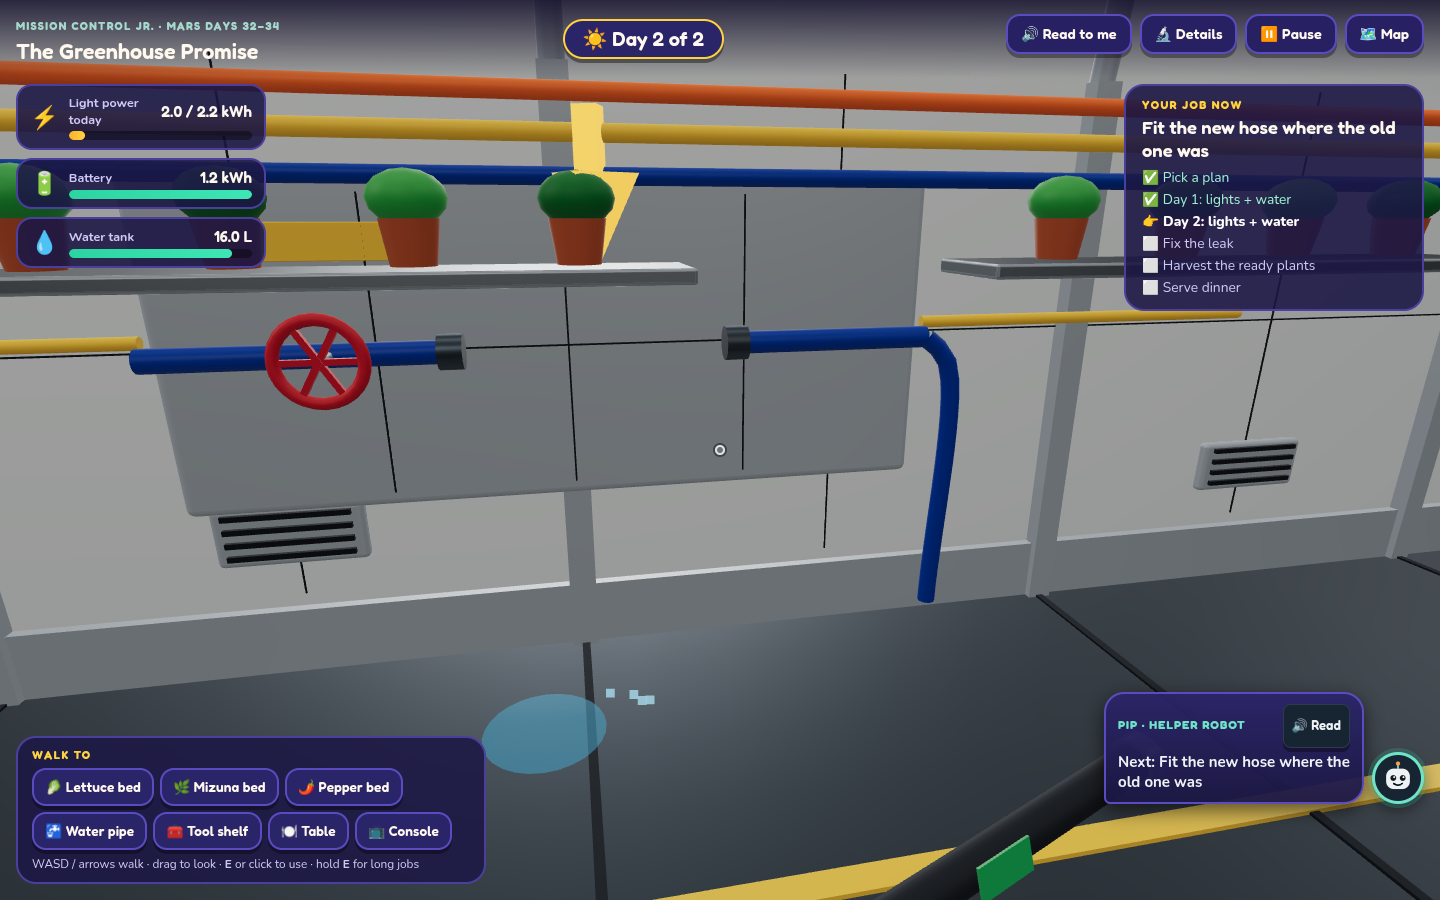 MISSION CONTROL JR. · MARS DAYS 32–34
The Greenhouse Promise
☀️ Day 2 of 2
🔊 Read to me
🔬 Details
⏸️ Pause
🗺️ Map
⚡ Light power today 2.0 / 2.2 kWh
🔋 Battery 1.2 kWh
💧 Water tank 16.0 L
YOUR JOB NOW
Fit the new hose where the old
one was
✅ Pick a plan
✅ Day 1: lights + water
👉 Day 2: lights + water
⬜ Fix the leak
⬜ Harvest the ready plants
⬜ Serve dinner
WALK TO
🥬 Lettuce bed
🌿 Mizuna bed
🌶️ Pepper bed
🚰 Water pipe
🧰 Tool shelf
🍽️ Table
📺 Console
WASD / arrows walk · drag to look · E or click to use · hold E for long jobs
PIP · HELPER ROBOT
🔊 Read
Next: Fit the new hose where the
old one was